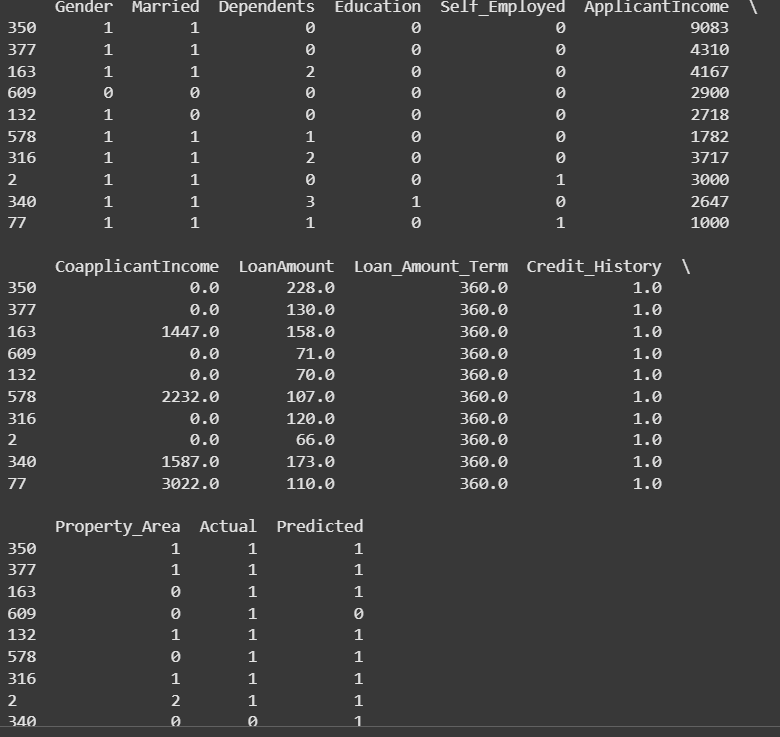 Gender Married Dependents Education Self_Employed ApplicantIncome \
350 1 1 0 0 0 9083
377 1 1 0 0 0 4310
163 1 1 2 0 0 4167
609 0 0 0 0 0 2900
132 1 0 0 0 0 2718
578 1 1 1 0 0 1782
316 1 1 2 0 0 3717
2 1 1 0 0 1 3000
340 1 1 3 1 0 2647
77 1 1 1 0 1 1000
CoapplicantIncome LoanAmount Loan_Amount_Term Credit_History \
350 0.0 228.0 360.0 1.0
377 0.0 130.0 360.0 1.0
163 1447.0 158.0 360.0 1.0
609 0.0 71.0 360.0 1.0
132 0.0 70.0 360.0 1.0
578 2232.0 107.0 360.0 1.0
316 0.0 120.0 360.0 1.0
2 0.0 66.0 360.0 1.0
340 1587.0 173.0 360.0 1.0
77 3022.0 110.0 360.0 1.0
Property_Area Actual Predicted
350 1 1 1
377 1 1 1
163 0 1 1
609 0 1 0
132 1 1 1
578 0 1 1
316 1 1 1
2 2 1 1
340 0 0 1